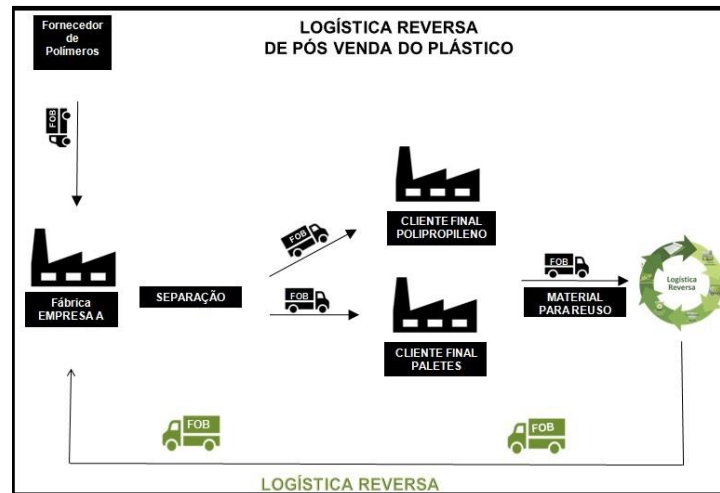 Fornecedor
de
Polímeros
LOGÍSTICA REVERSA
DE PÓS VENDA DO PLÁSTICO
FOB
CLIENTE FINAL
POLIPROPILENO
FOB
Fábrica
EMPRESA A
SEPARAÇÃO
FOB
CLIENTE FINAL
PALETES
FOB
MATERIAL
PARA REUSO
Logística
Reversa
FOB
FOB
LOGÍSTICA REVERSA